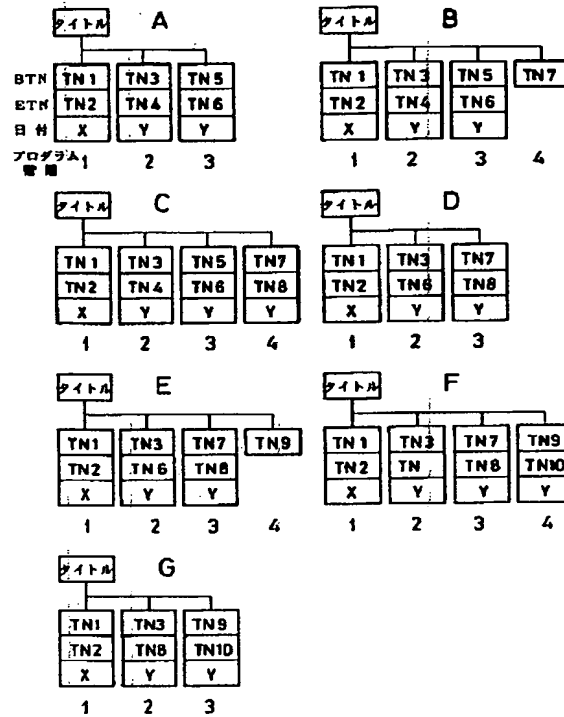 A
タイトル
BTN TN1 TN3 TN5
ETN TN2 TN4 TN6
日付 X Y Y
プログラム
1 2 3
B
タイトル
TN1 TN3 TN5 TN7
TN2 TN4 TN6
X Y Y
1 2 3 4
C
タイトル
TN1 TN3 TN5 TN7
TN2 TN4 TN6 TN8
X Y Y Y
1 2 3 4
D
タイトル
TN1 TN3 TN7
TN2 TN6 TN8
X Y Y
1 2 3
E
タイトル
TN1 TN3 TN7 TN9
TN2 TN6 TN8
X Y Y
1 2 3 4
F
タイトル
TN1 TN3 TN7 TN9
TN2 TN TN8 TN10
X Y Y Y
1 2 3 4
G
タイトル
TN1 TN3 TN9
TN2 TN8 TN10
X Y Y
1 2 3